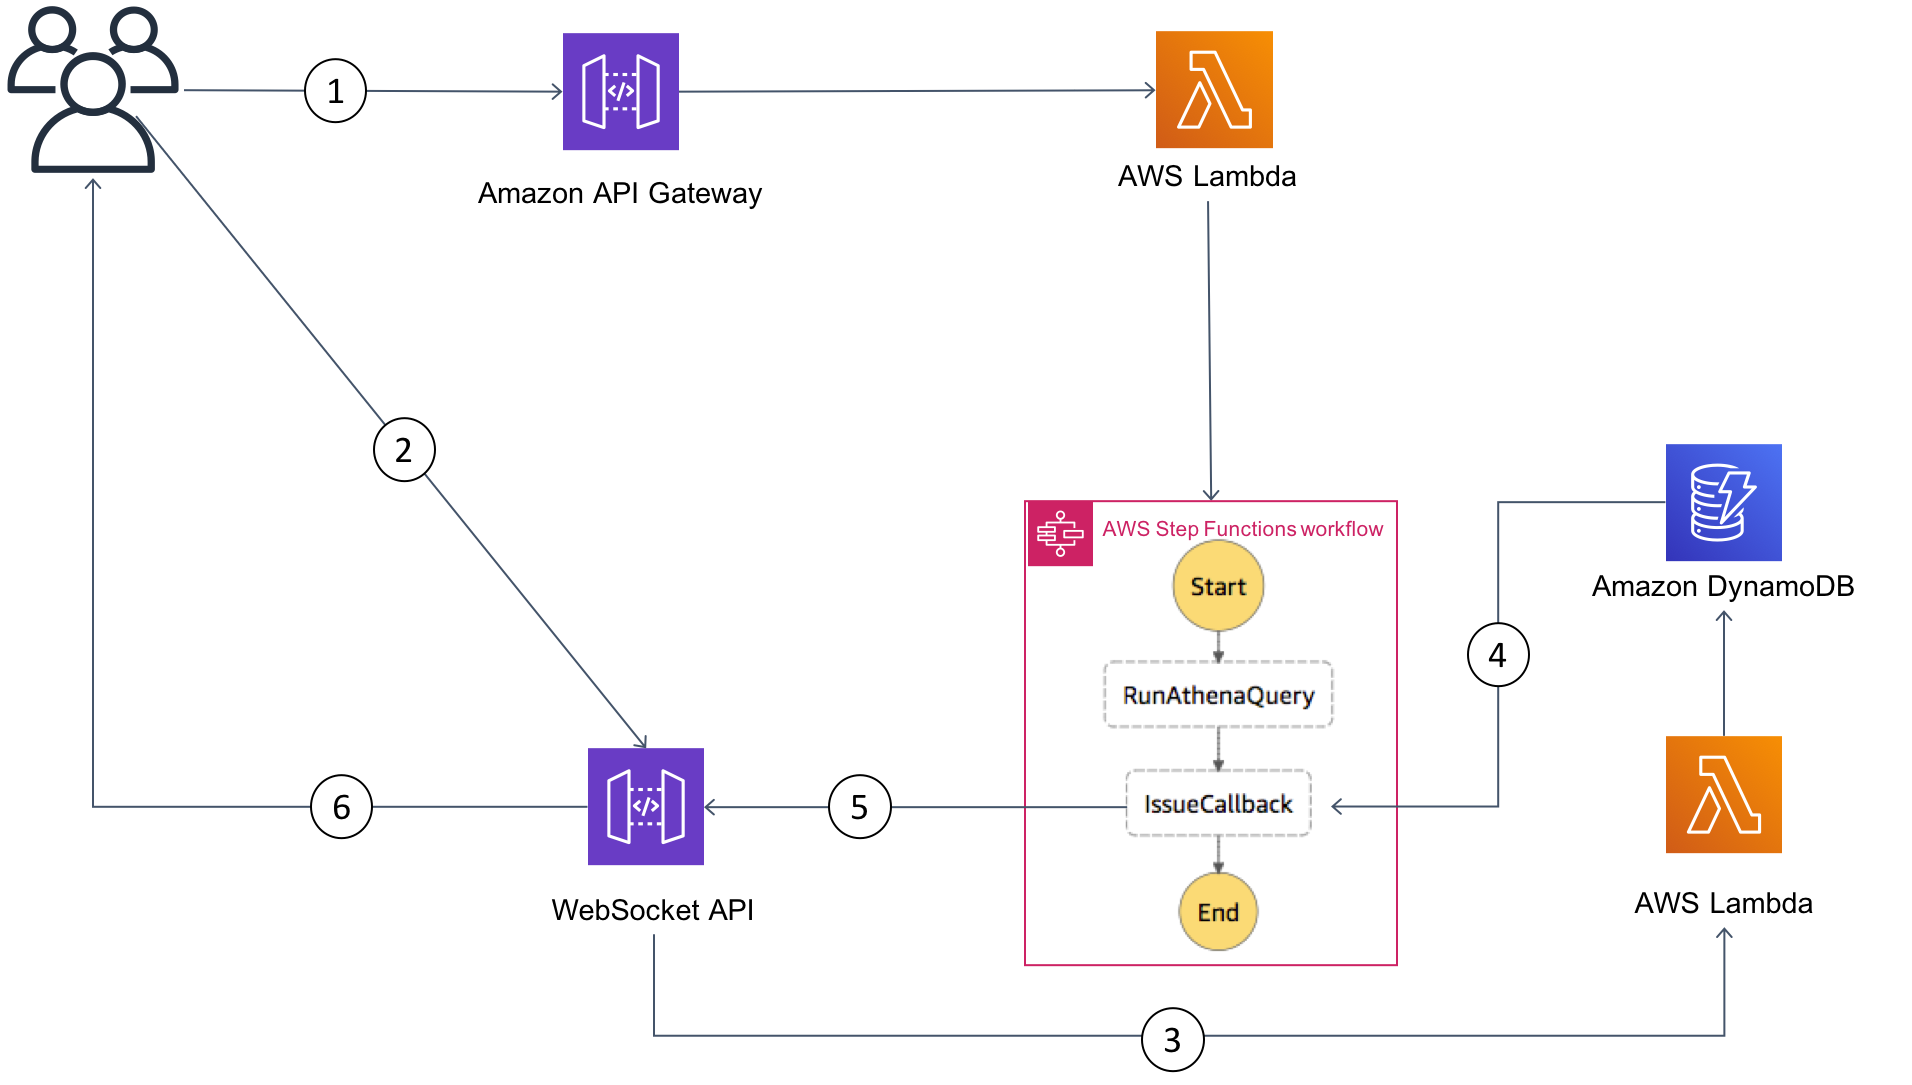 1
</>
Amazon API Gateway
AWS Lambda
2
AWS Step Functions workflow
Start
RunAthenaQuery
IssueCallback
End
4
Amazon DynamoDB
AWS Lambda
6
</>
5
WebSocket API
3